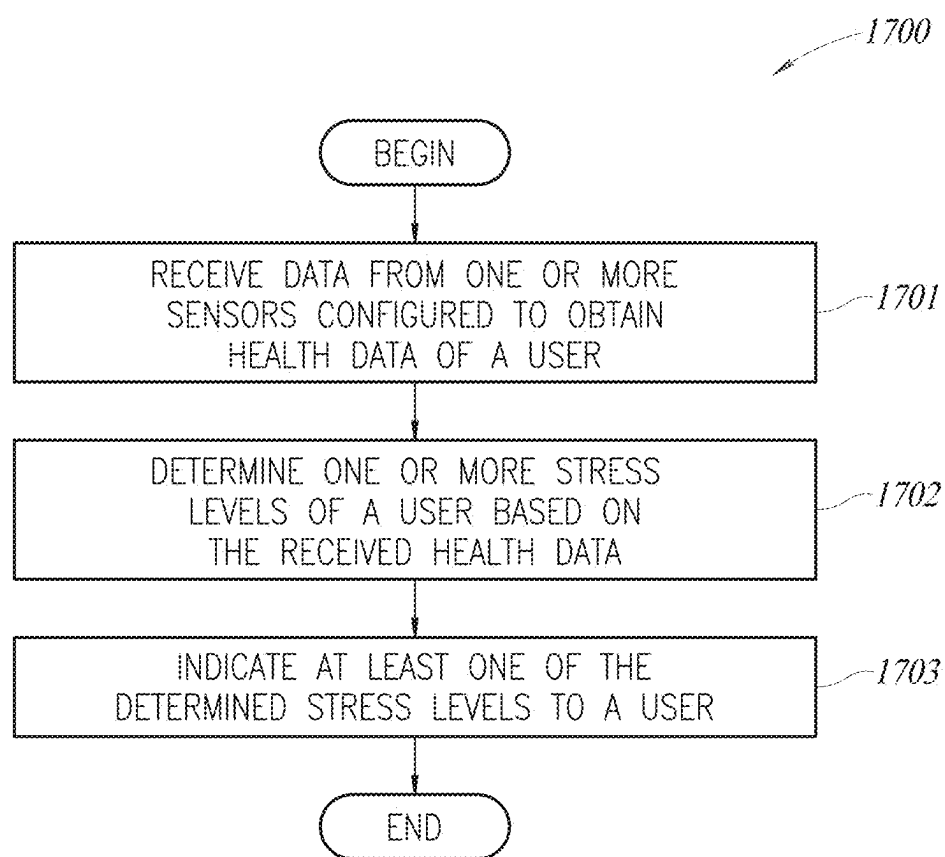 1700
BEGIN
RECEIVE DATA FROM ONE OR MORE
SENSORS CONFIGURED TO OBTAIN
HEALTH DATA OF A USER
1701
DETERMINE ONE OR MORE STRESS
LEVELS OF A USER BASED ON
THE RECEIVED HEALTH DATA
1702
INDICATE AT LEAST ONE OF THE
DETERMINED STRESS LEVELS TO A USER
1703
END